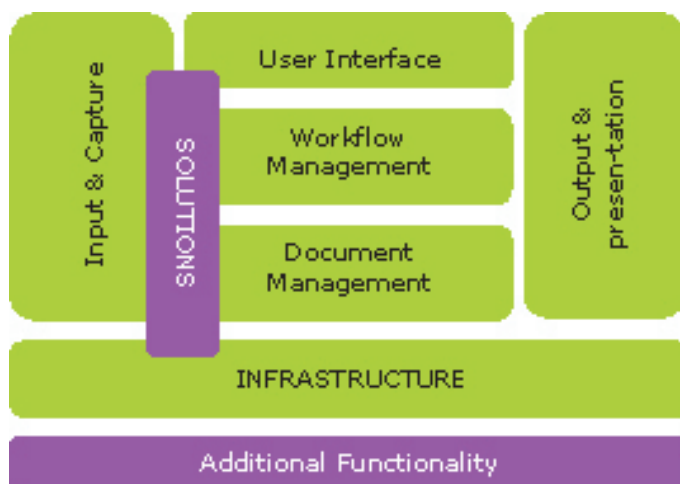 Input & Capture
SOLUTIONS
User Interface
Workflow
Management
Document
Management
Output &
presen-tation
INFRASTRUCTURE
Additional Functionality